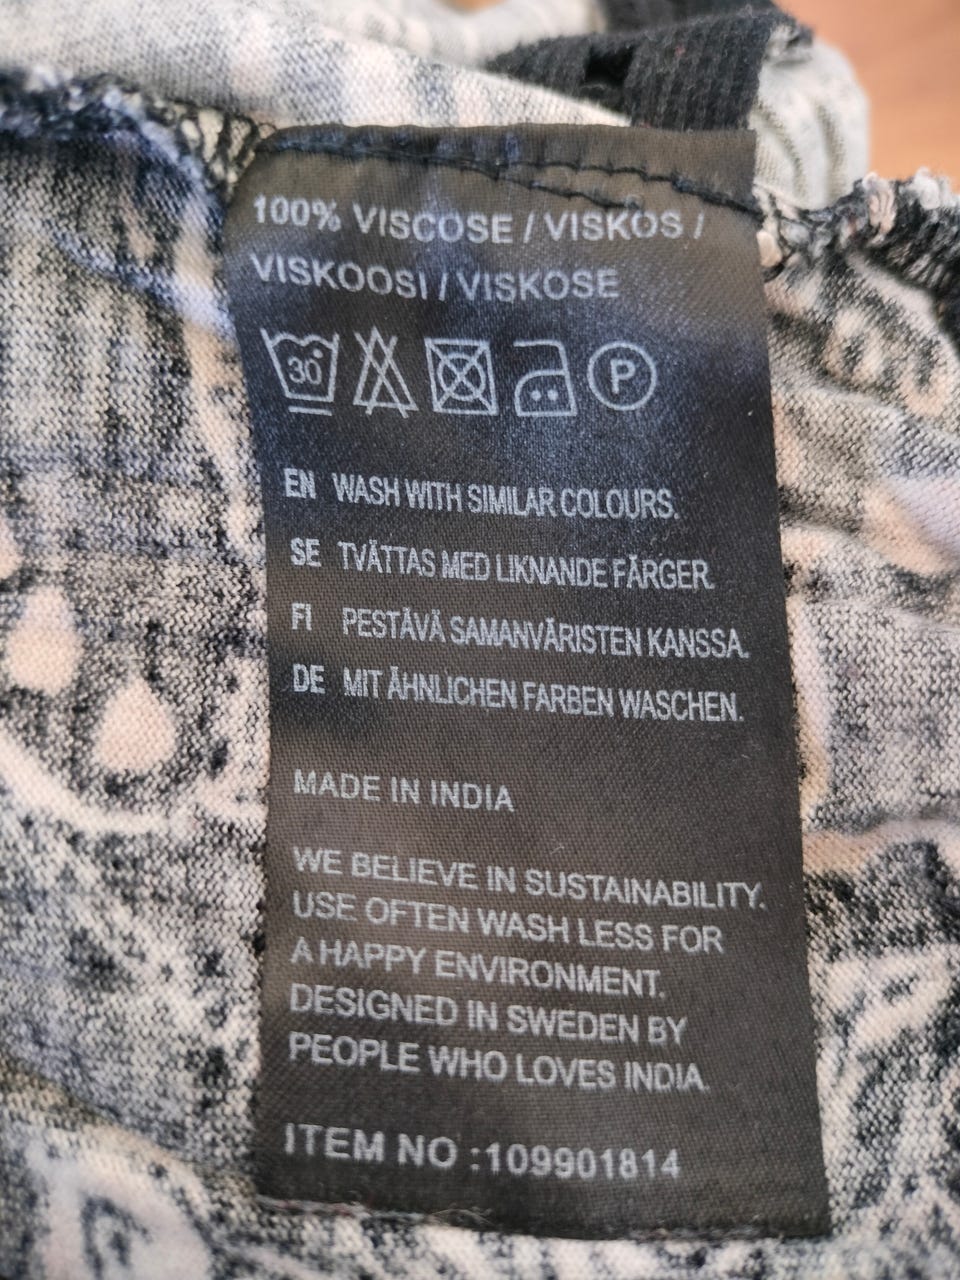 100% VISCOSE / VISKOS /
VISKOOSI / VISKOSE
30°
P
EN WASH WITH SIMILAR COLOURS.
SE TVÄTTAS MED LIKNANDE FÄRGER.
FI PESTÄVÄ SAMANVÄRISTEN KANSSA.
DE MIT ÄHNLICHEN FARBEN WASCHEN.
MADE IN INDIA
WE BELIEVE IN SUSTAINABILITY.
USE OFTEN WASH LESS FOR
A HAPPY ENVIRONMENT.
DESIGNED IN SWEDEN BY
PEOPLE WHO LOVES INDIA.
ITEM NO :109901814